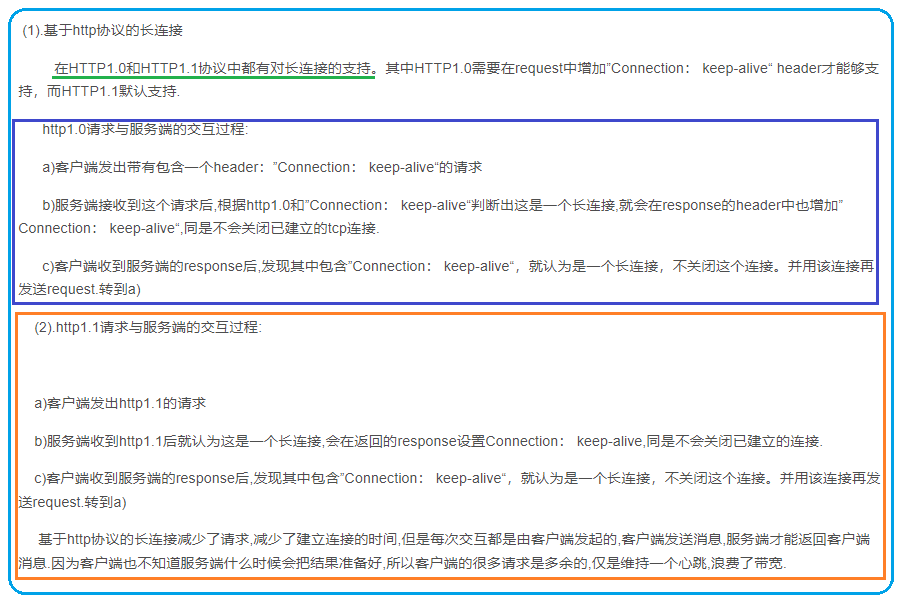 (1).基于http协议的长连接
在HTTP1.0和HTTP1.1协议中都有对长连接的支持。其中HTTP1.0需要在request中增加”Connection： keep-alive“ header才能够支
持，而HTTP1.1默认支持.
http1.0请求与服务端的交互过程:
a)客户端发出带有包含一个header：”Connection： keep-alive“的请求
b)服务端接收到这个请求后,根据http1.0和”Connection： keep-alive“判断出这是一个长连接,就会在response的header中也增加”
Connection： keep-alive“,同是不会关闭已建立的tcp连接.
c)客户端收到服务端的response后,发现其中包含”Connection： keep-alive“，就认为是一个长连接，不关闭这个连接。并用该连接再
发送request.转到a)
(2).http1.1请求与服务端的交互过程:
a)客户端发出http1.1的请求
b)服务端收到http1.1后就认为这是一个长连接,会在返回的response设置Connection： keep-alive,同是不会关闭已建立的连接.
c)客户端收到服务端的response后,发现其中包含”Connection： keep-alive“，就认为是一个长连接，不关闭这个连接。并用该连接再发
送request.转到a)
基于http协议的长连接减少了请求,减少了建立连接的时间,但是每次交互都是由客户端发起的,客户端发送消息,服务端才能返回客户端
消息.因为客户端也不知道服务端什么时候会把结果准备好,所以客户端的很多请求是多余的,仅是维持一个心跳,浪费了带宽.